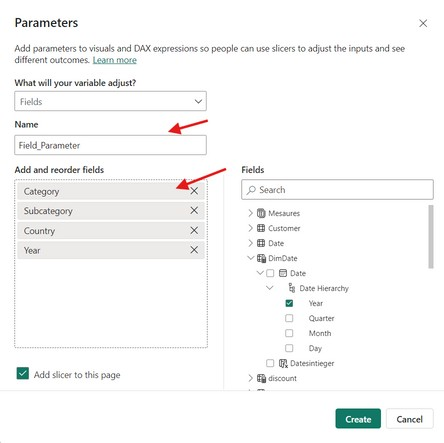 Parameters
Add parameters to visuals and DAX expressions so people can use slicers to adjust the inputs and see
different outcomes. Learn more
What will your variable adjust?
Fields
Name
Field_Parameter
Add and reorder fields
Category
Subcategory
Country
Year
Add slicer to this page
Fields
Search
Mesaures
Customer
Date
DimDate
Date
Date Hierarchy
Year
Quarter
Month
Day
Datesintieger
discount
Create
Cancel